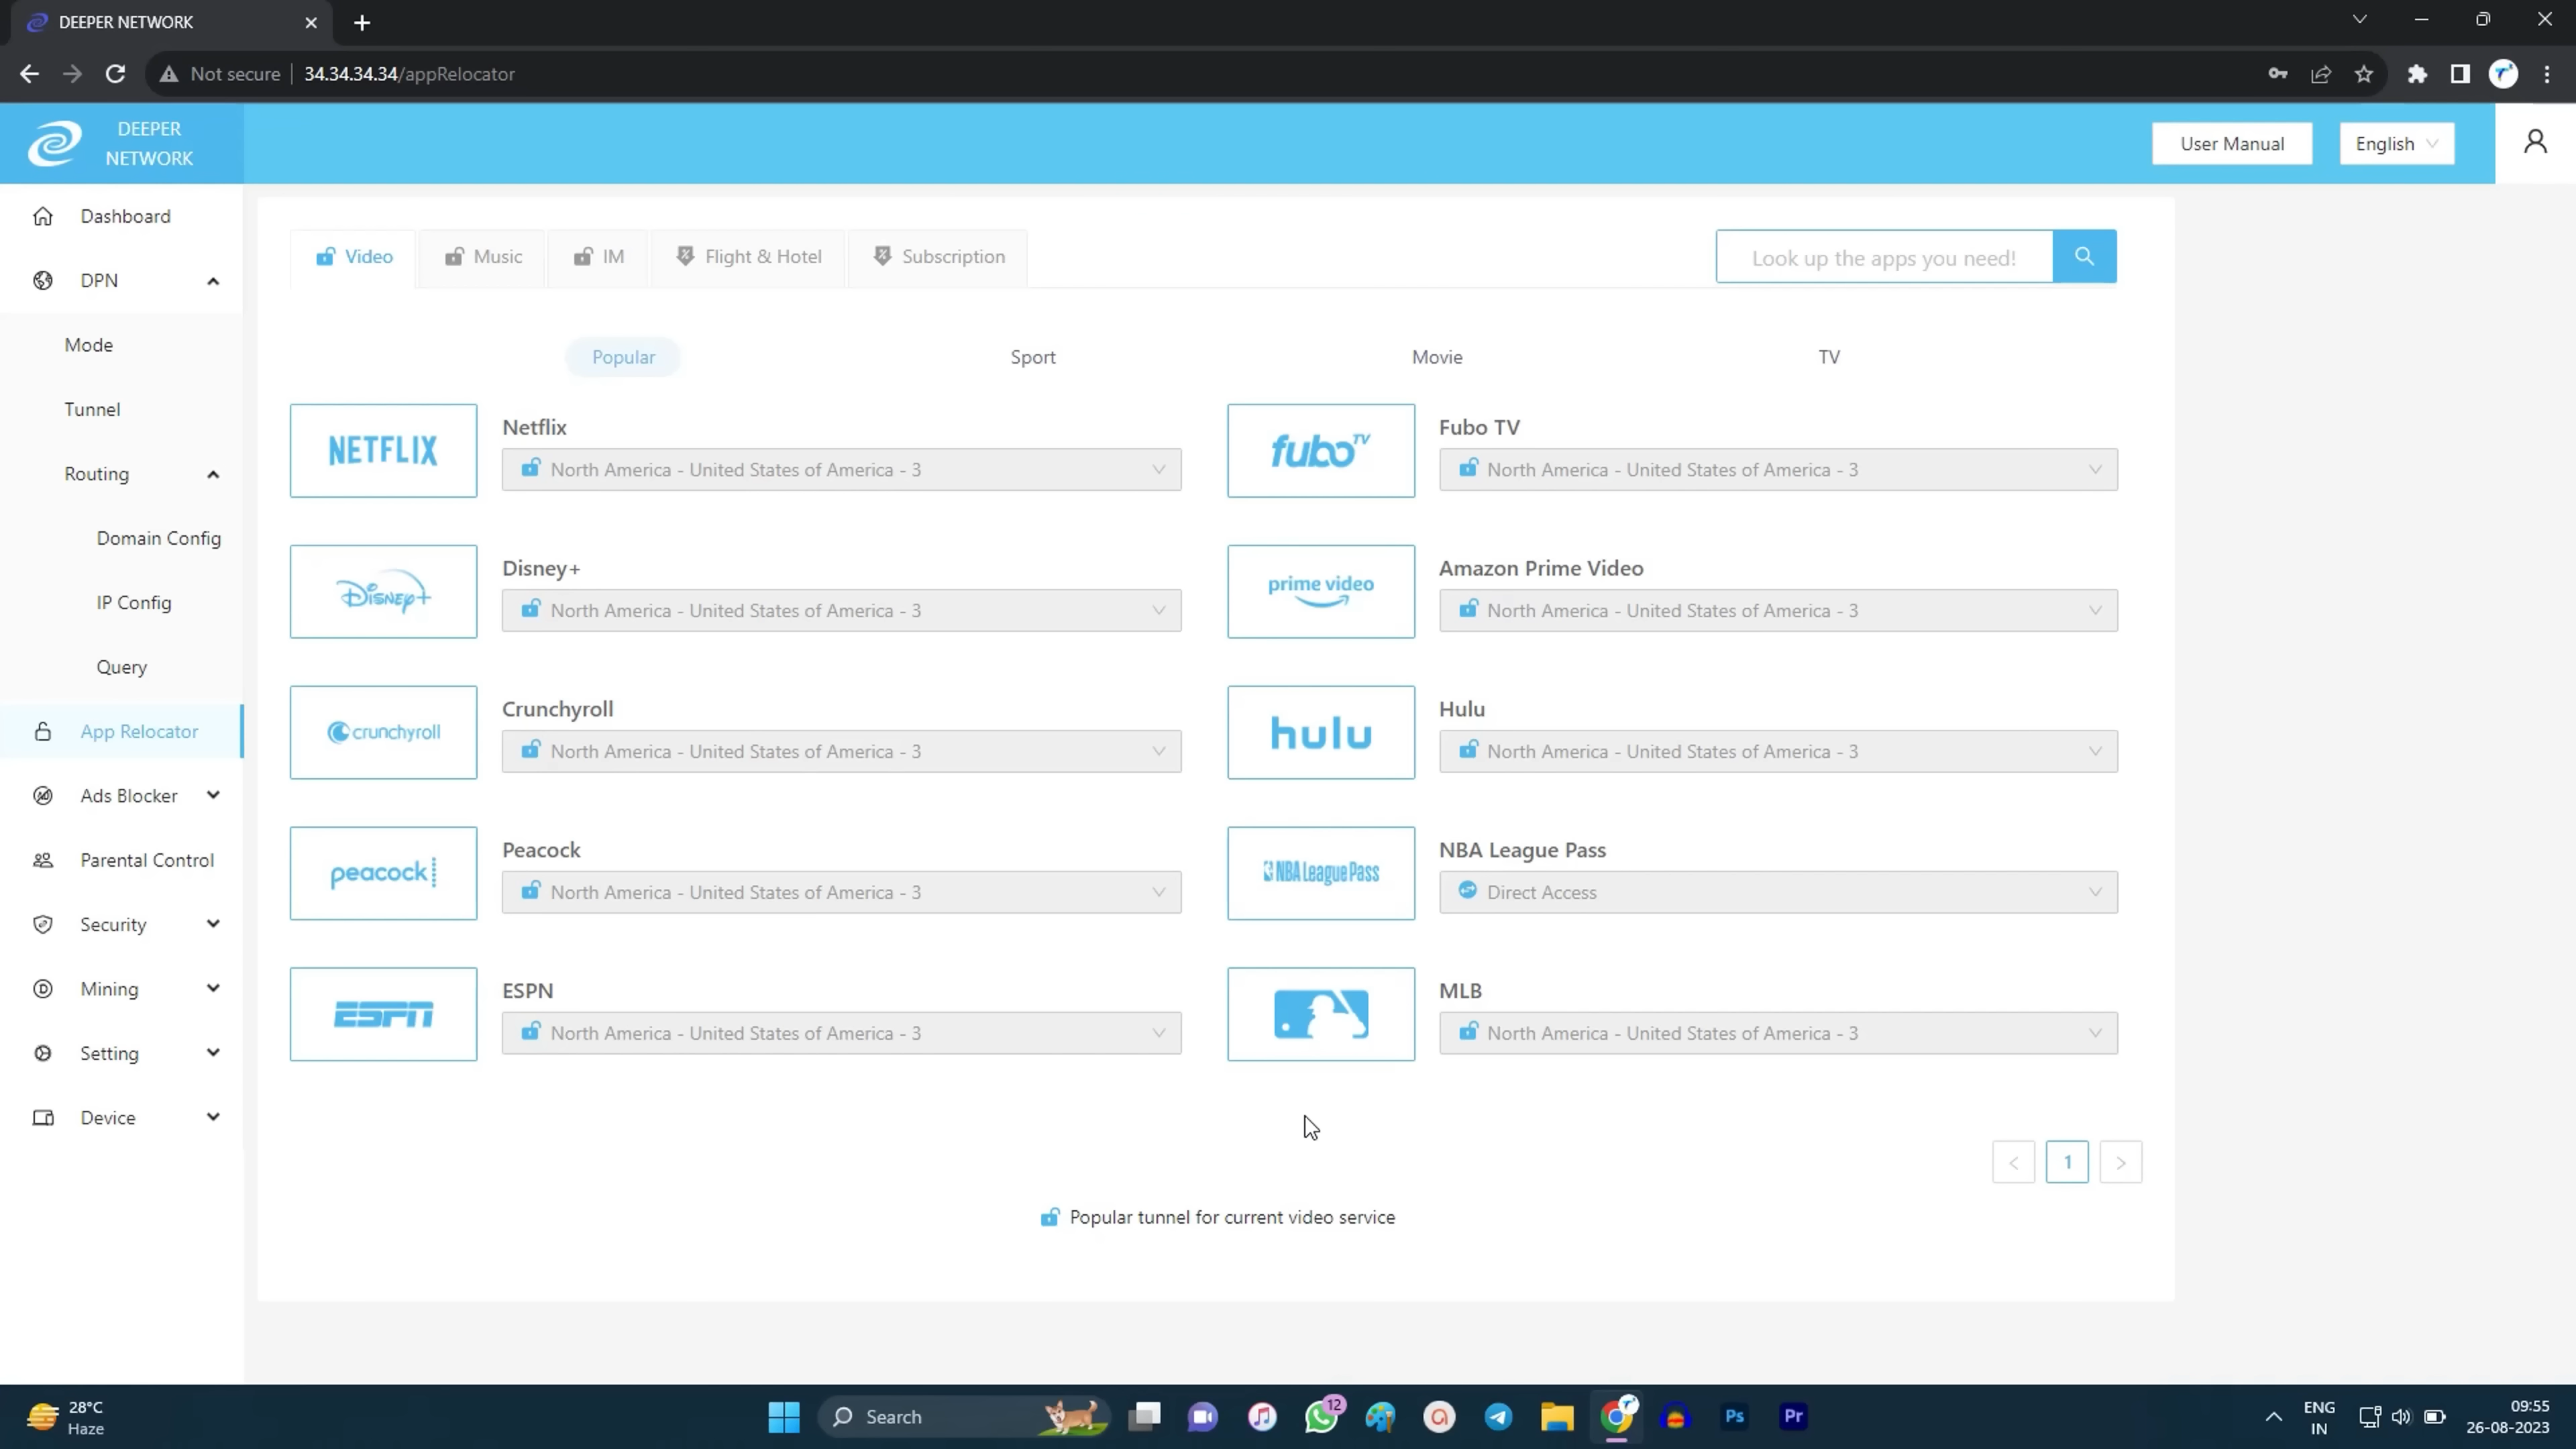 DEEPER NETWORK
Not secure
34.34.34.34/appRelocator
DEEPER
NETWORK
User Manual
English
Dashboard
DPN
Mode
Tunnel
Routing
Domain Config
IP Config
Query
App Relocator
Ads Blocker
Parental Control
Security
Mining
Setting
Device
Video
Music
IM
Flight & Hotel
Subscription
Look up the apps you need!
Popular
Sport
Movie
TV
NETFLIX
Netflix
North America - United States of America - 3
fuboTV
Fubo TV
North America - United States of America - 3
Disney+
Disney+
North America - United States of America - 3
prime video
Amazon Prime Video
North America - United States of America - 3
crunchyroll
Crunchyroll
North America - United States of America - 3
hulu
Hulu
North America - United States of America - 3
peacock
Peacock
North America - United States of America - 3
NBA League Pass
NBA League Pass
Direct Access
ESPN
ESPN
North America - United States of America - 3
MLB
North America - United States of America - 3
1
Popular tunnel for current video service
28°C
Haze
Search
12
Ps
Pr
ENG
IN
09:55
26-08-2023